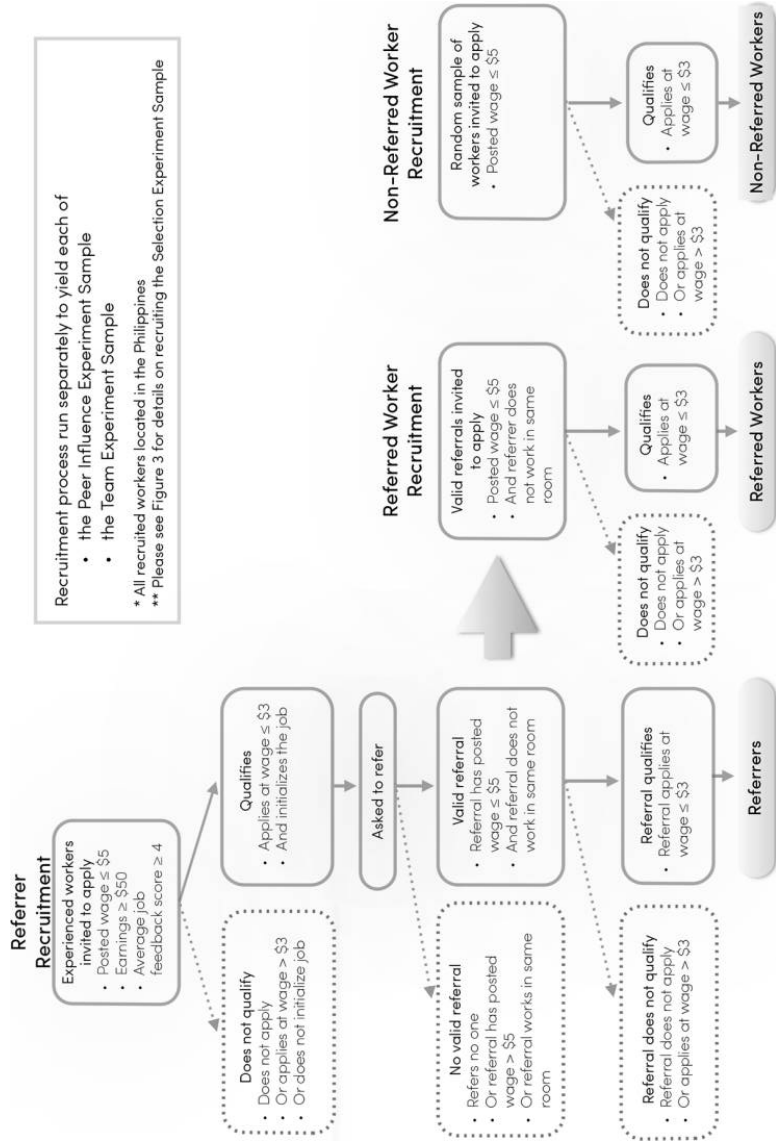 Recruitment process run separately to yield each of
• the Peer Influence Experiment Sample
• the Team Experiment Sample
* All recruited workers located in the Philippines
** Please see Figure 3 for details on recruiting the Selection Experiment Sample
Referrer
Recruitment
Experienced workers
invited to apply
• Posted wage ≤ $5
• Earnings ≥ $50
• Average job
feedback score ≥ 4
Does not qualify
• Does not apply
• Or applies at wage > $3
• Or does not initialize job
Qualifies
• Applies at wage ≤ $3
• And initializes the job
Asked to refer
No valid referral
• Refers no one
• Or referral has posted
wage > $5
• Or referral works in same
room
Valid referral
• Referral has posted
wage ≤ $5
• And referral does not
work in same room
Referral does not qualify
• Referral does not apply
• Or applies at wage > $3
Referral qualifies
• Referral applies at
wage ≤ $3
Referrers
Referred Worker
Recruitment
Valid referrals invited
to apply
• Posted wage ≤ $5
• And referrer does
not work in same
room
Does not qualify
• Does not apply
• Or applies at
wage > $3
Qualifies
• Applies at
wage ≤ $3
Referred Workers
Non-Referred Worker
Recruitment
Random sample of
workers invited to apply
• Posted wage ≤ $5
Does not qualify
• Does not apply
• Or applies at
wage > $3
Qualifies
• Applies at
wage ≤ $3
Non-Referred Workers